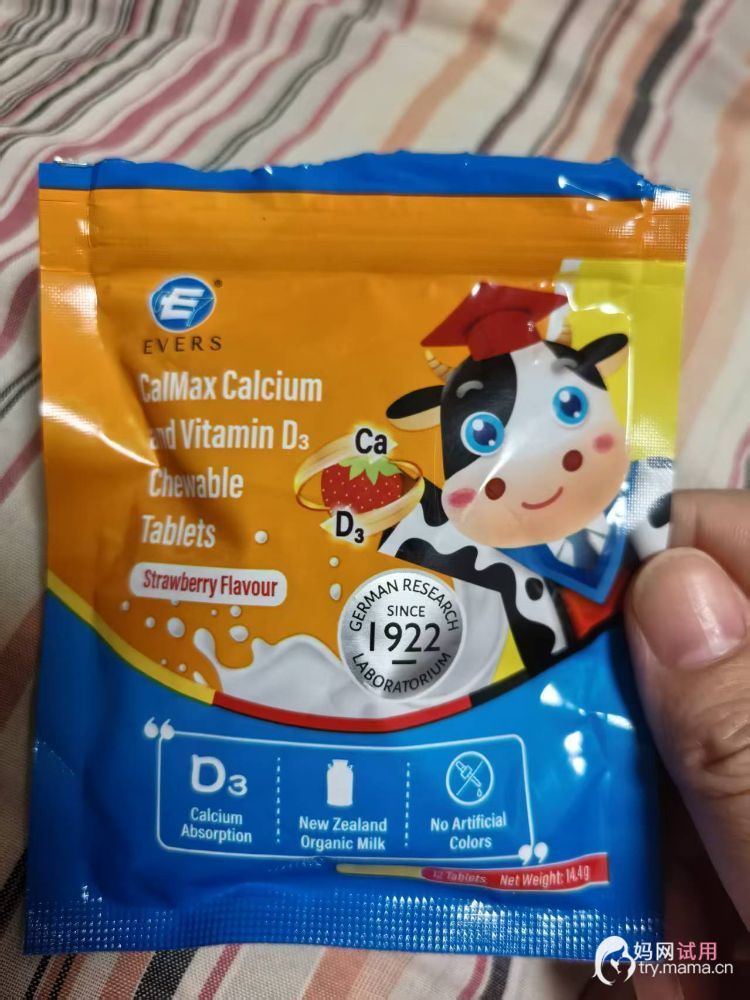 E
®
EVERS
CalMax Calcium
and Vitamin D3
Chewable
Tablets
Strawberry Flavour
Ca
D3
GERMAN RESEARCH
SINCE
1922
LABORATORIUM
D3
Calcium
Absorption
New Zealand
Organic Milk
No Artificial
Colors
12 Tablets Net Weight: 14.4g
妈网试用
try.mama.cn